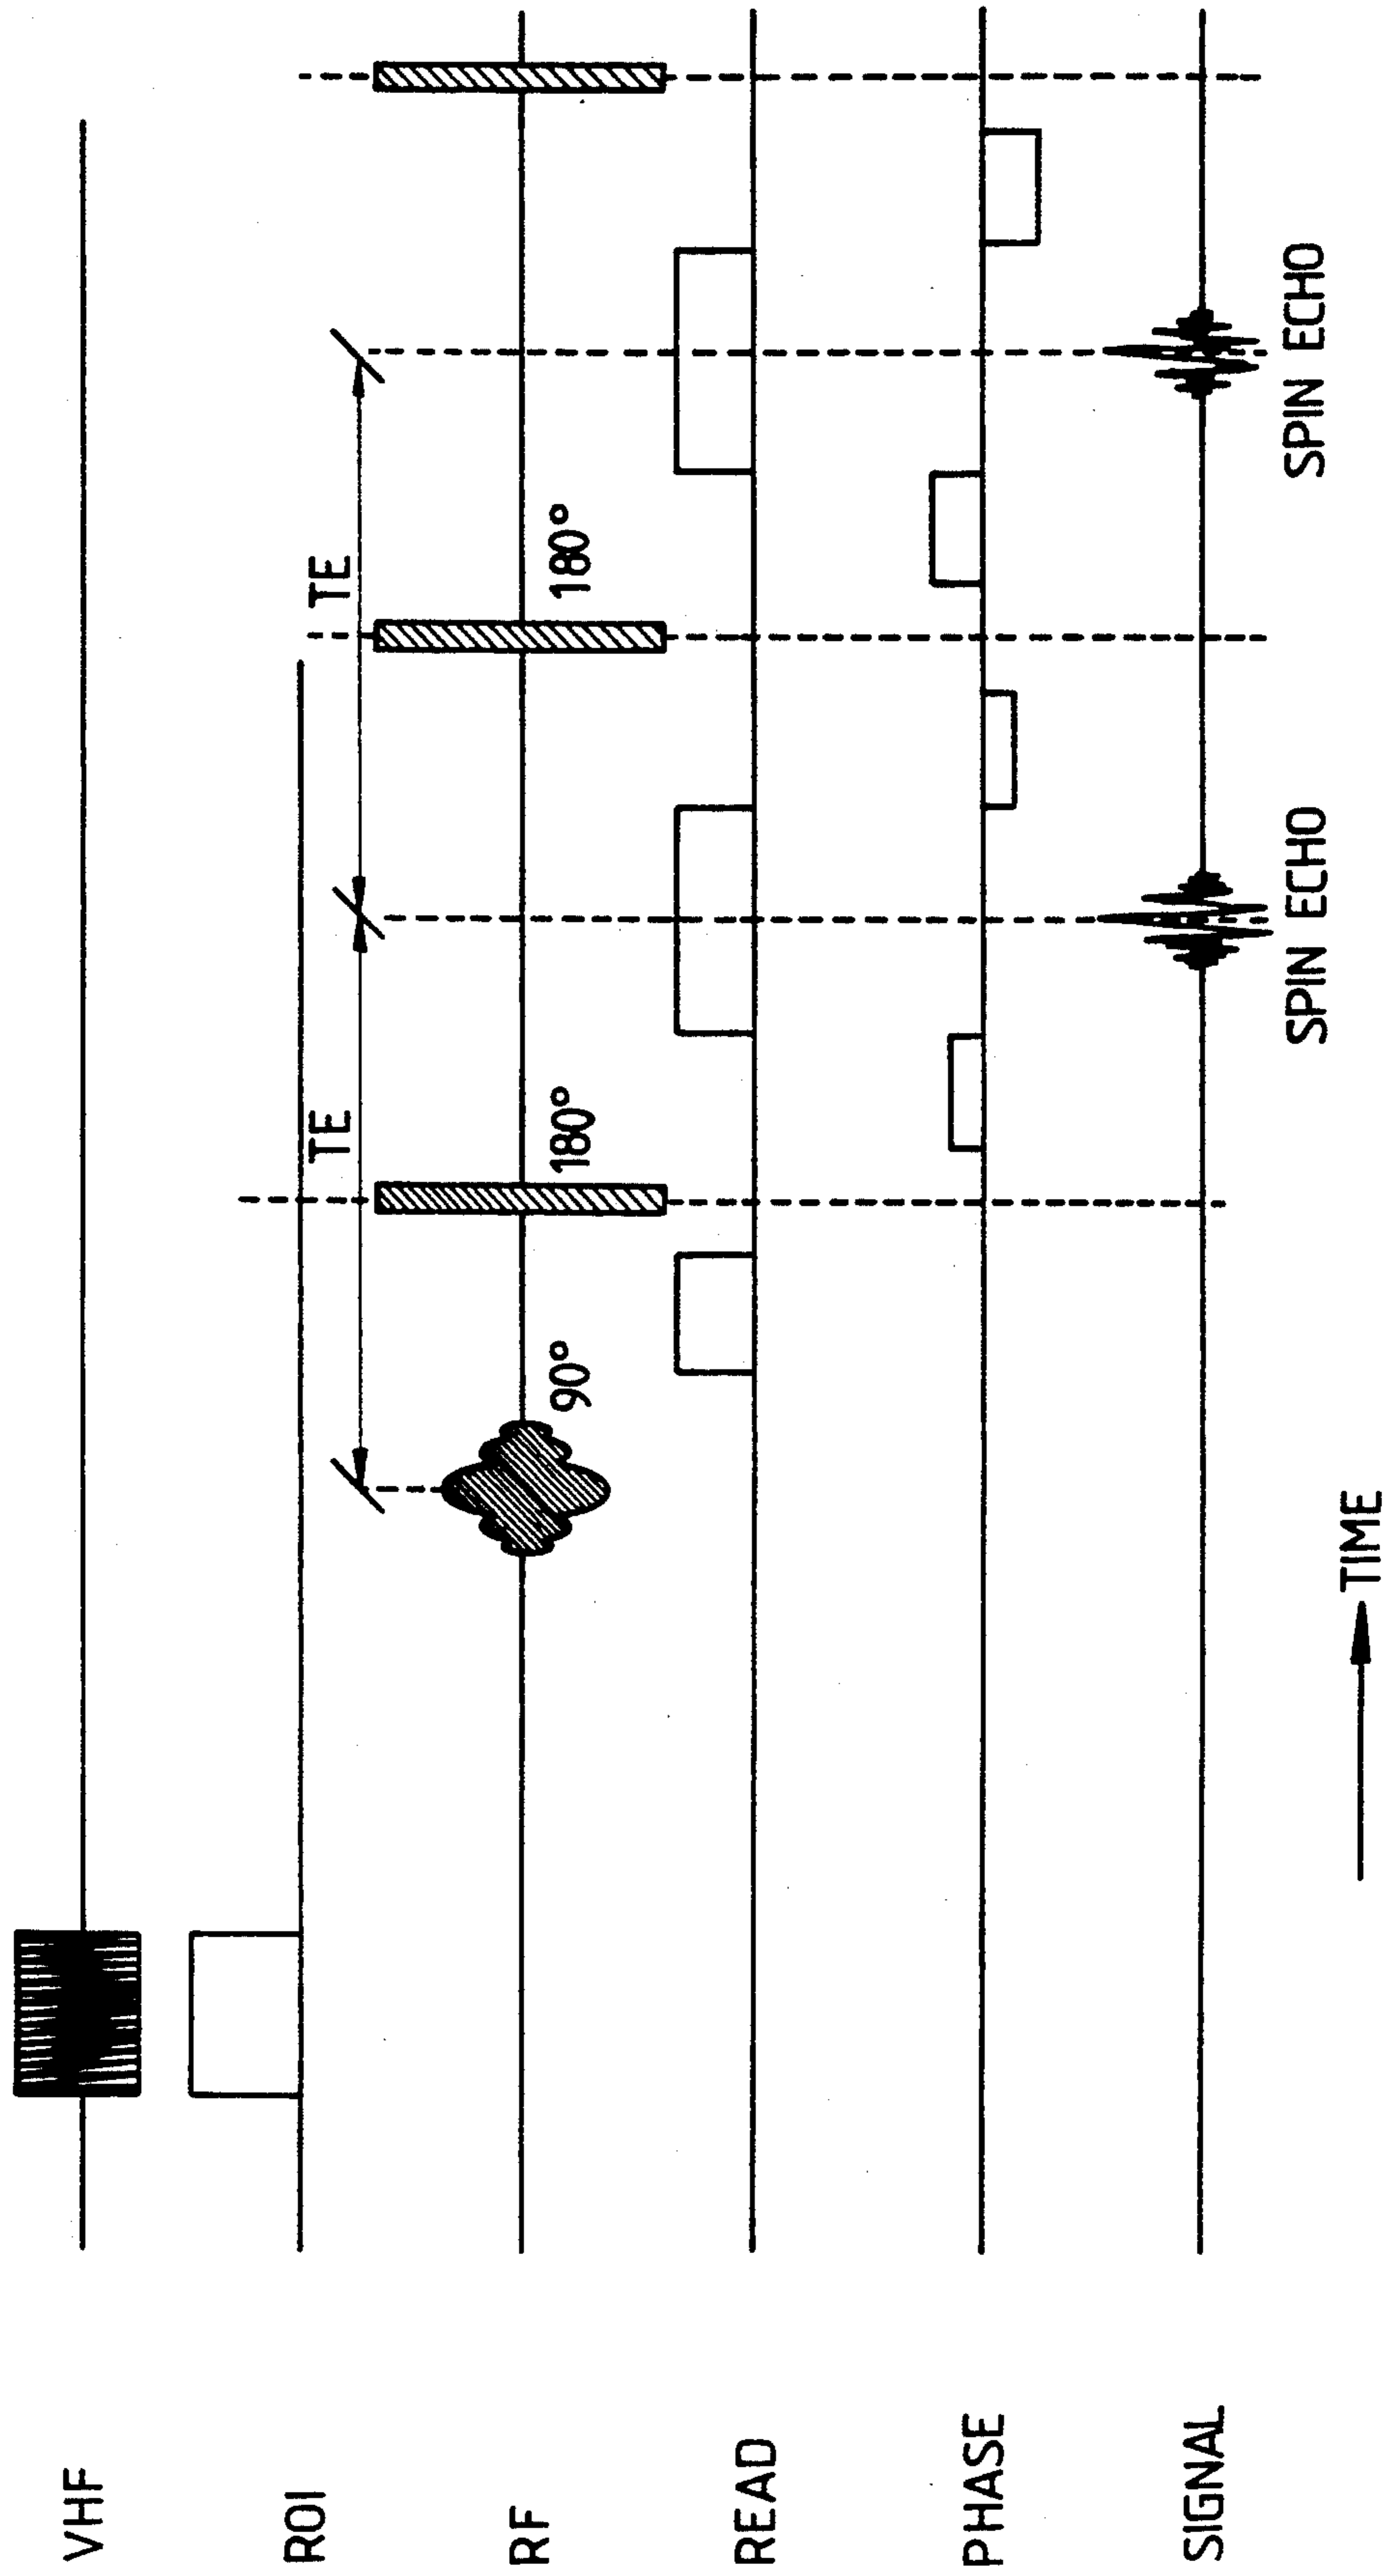 VHF
ROI
TE
TE
RF
90°
180°
180°
READ
PHASE
SIGNAL
SPIN ECHO
SPIN ECHO
TIME